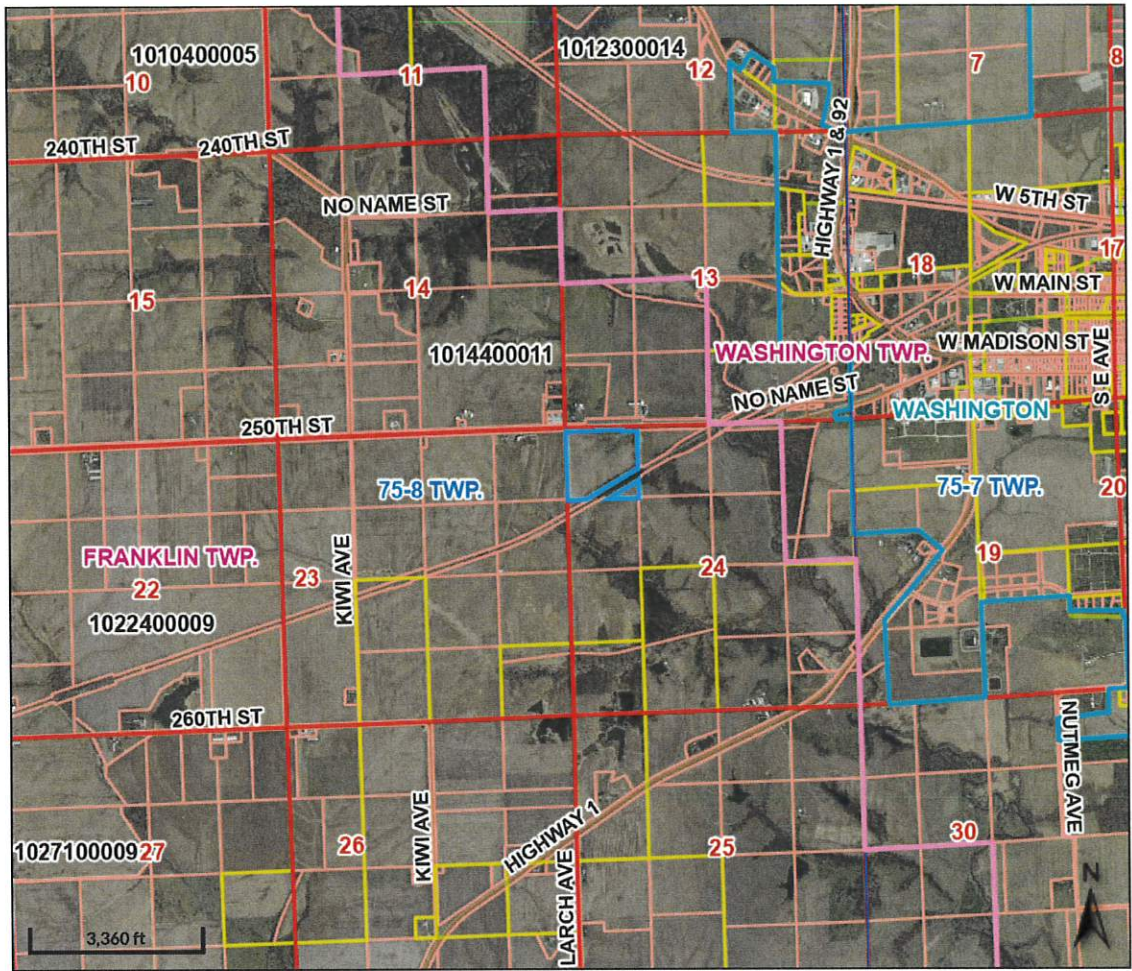 1010400005
1012300014
10
11
12
7
8
HIGHWAY 1 & 92
240TH ST
240TH ST
NO NAME ST
W 5TH ST
15
14
13
18
17
W MAIN ST
1014400011
WASHINGTON TWP.
W MADISON ST
S E AVE
NO NAME ST
WASHINGTON
250TH ST
75-8 TWP.
75-7 TWP.
20
FRANKLIN TWP.
22
23
KIWI AVE
24
19
1022400009
260TH ST
NUTMEG AVE
1027100009
27
26
KIWI AVE
HIGHWAY 1
LARCH AVE
25
30
N
3,360 ft